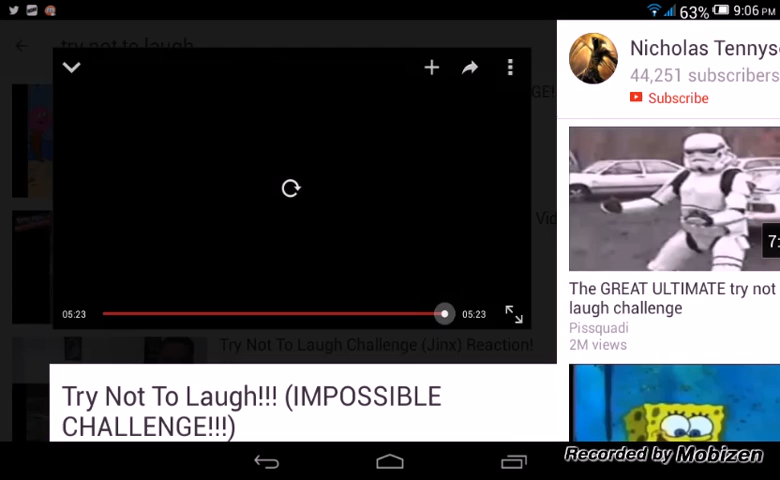 63% 9:06 PM
try not to laugh
Nicholas Tennys
44,251 subscribers
Subscribe
05:23
05:23
7:
The GREAT ULTIMATE try not
laugh challenge
Pissquadi
2M views
Try Not To Laugh Challenge (Jinx) Reaction!
Try Not To Laugh!!! (IMPOSSIBLE
CHALLENGE!!!)
Recorded by Mobizen